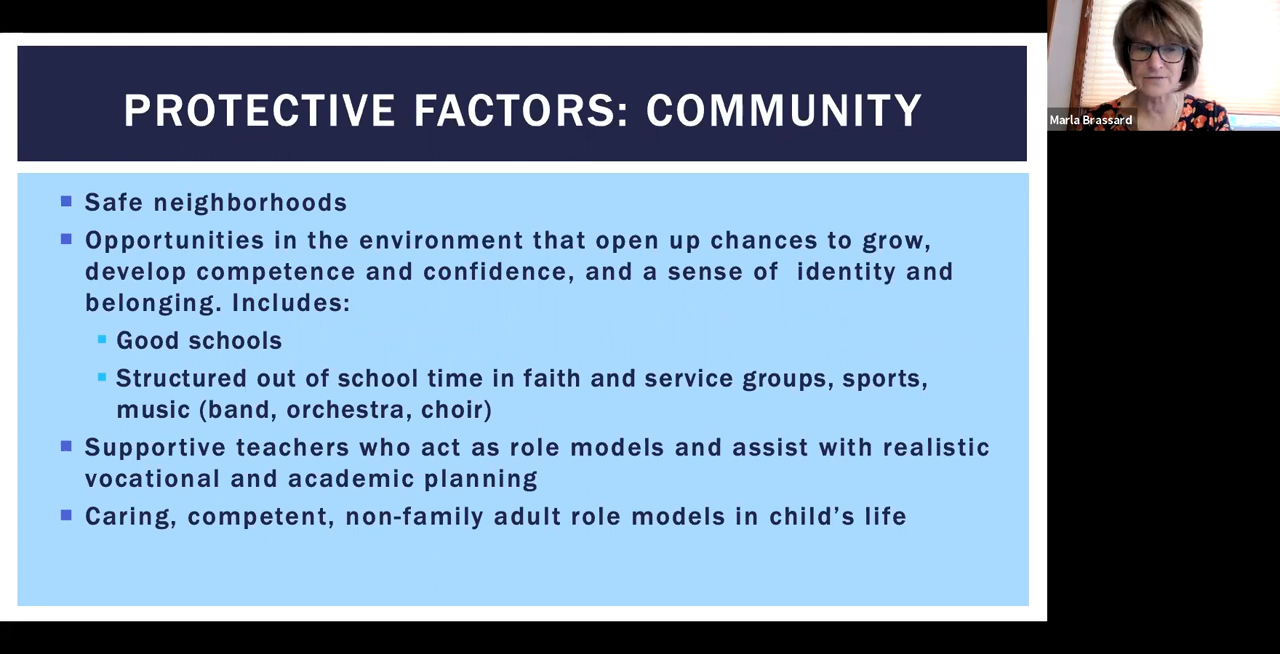 PROTECTIVE FACTORS: COMMUNITY
Safe neighborhoods
Opportunities in the environment that open up chances to grow,
develop competence and confidence, and a sense of  identity and
belonging. Includes:
Good schools
Structured out of school time in faith and service groups, sports,
music (band, orchestra, choir)
Supportive teachers who act as role models and assist with realistic
vocational and academic planning
Caring, competent, non-family adult role models in child’s life
Marla Brassard